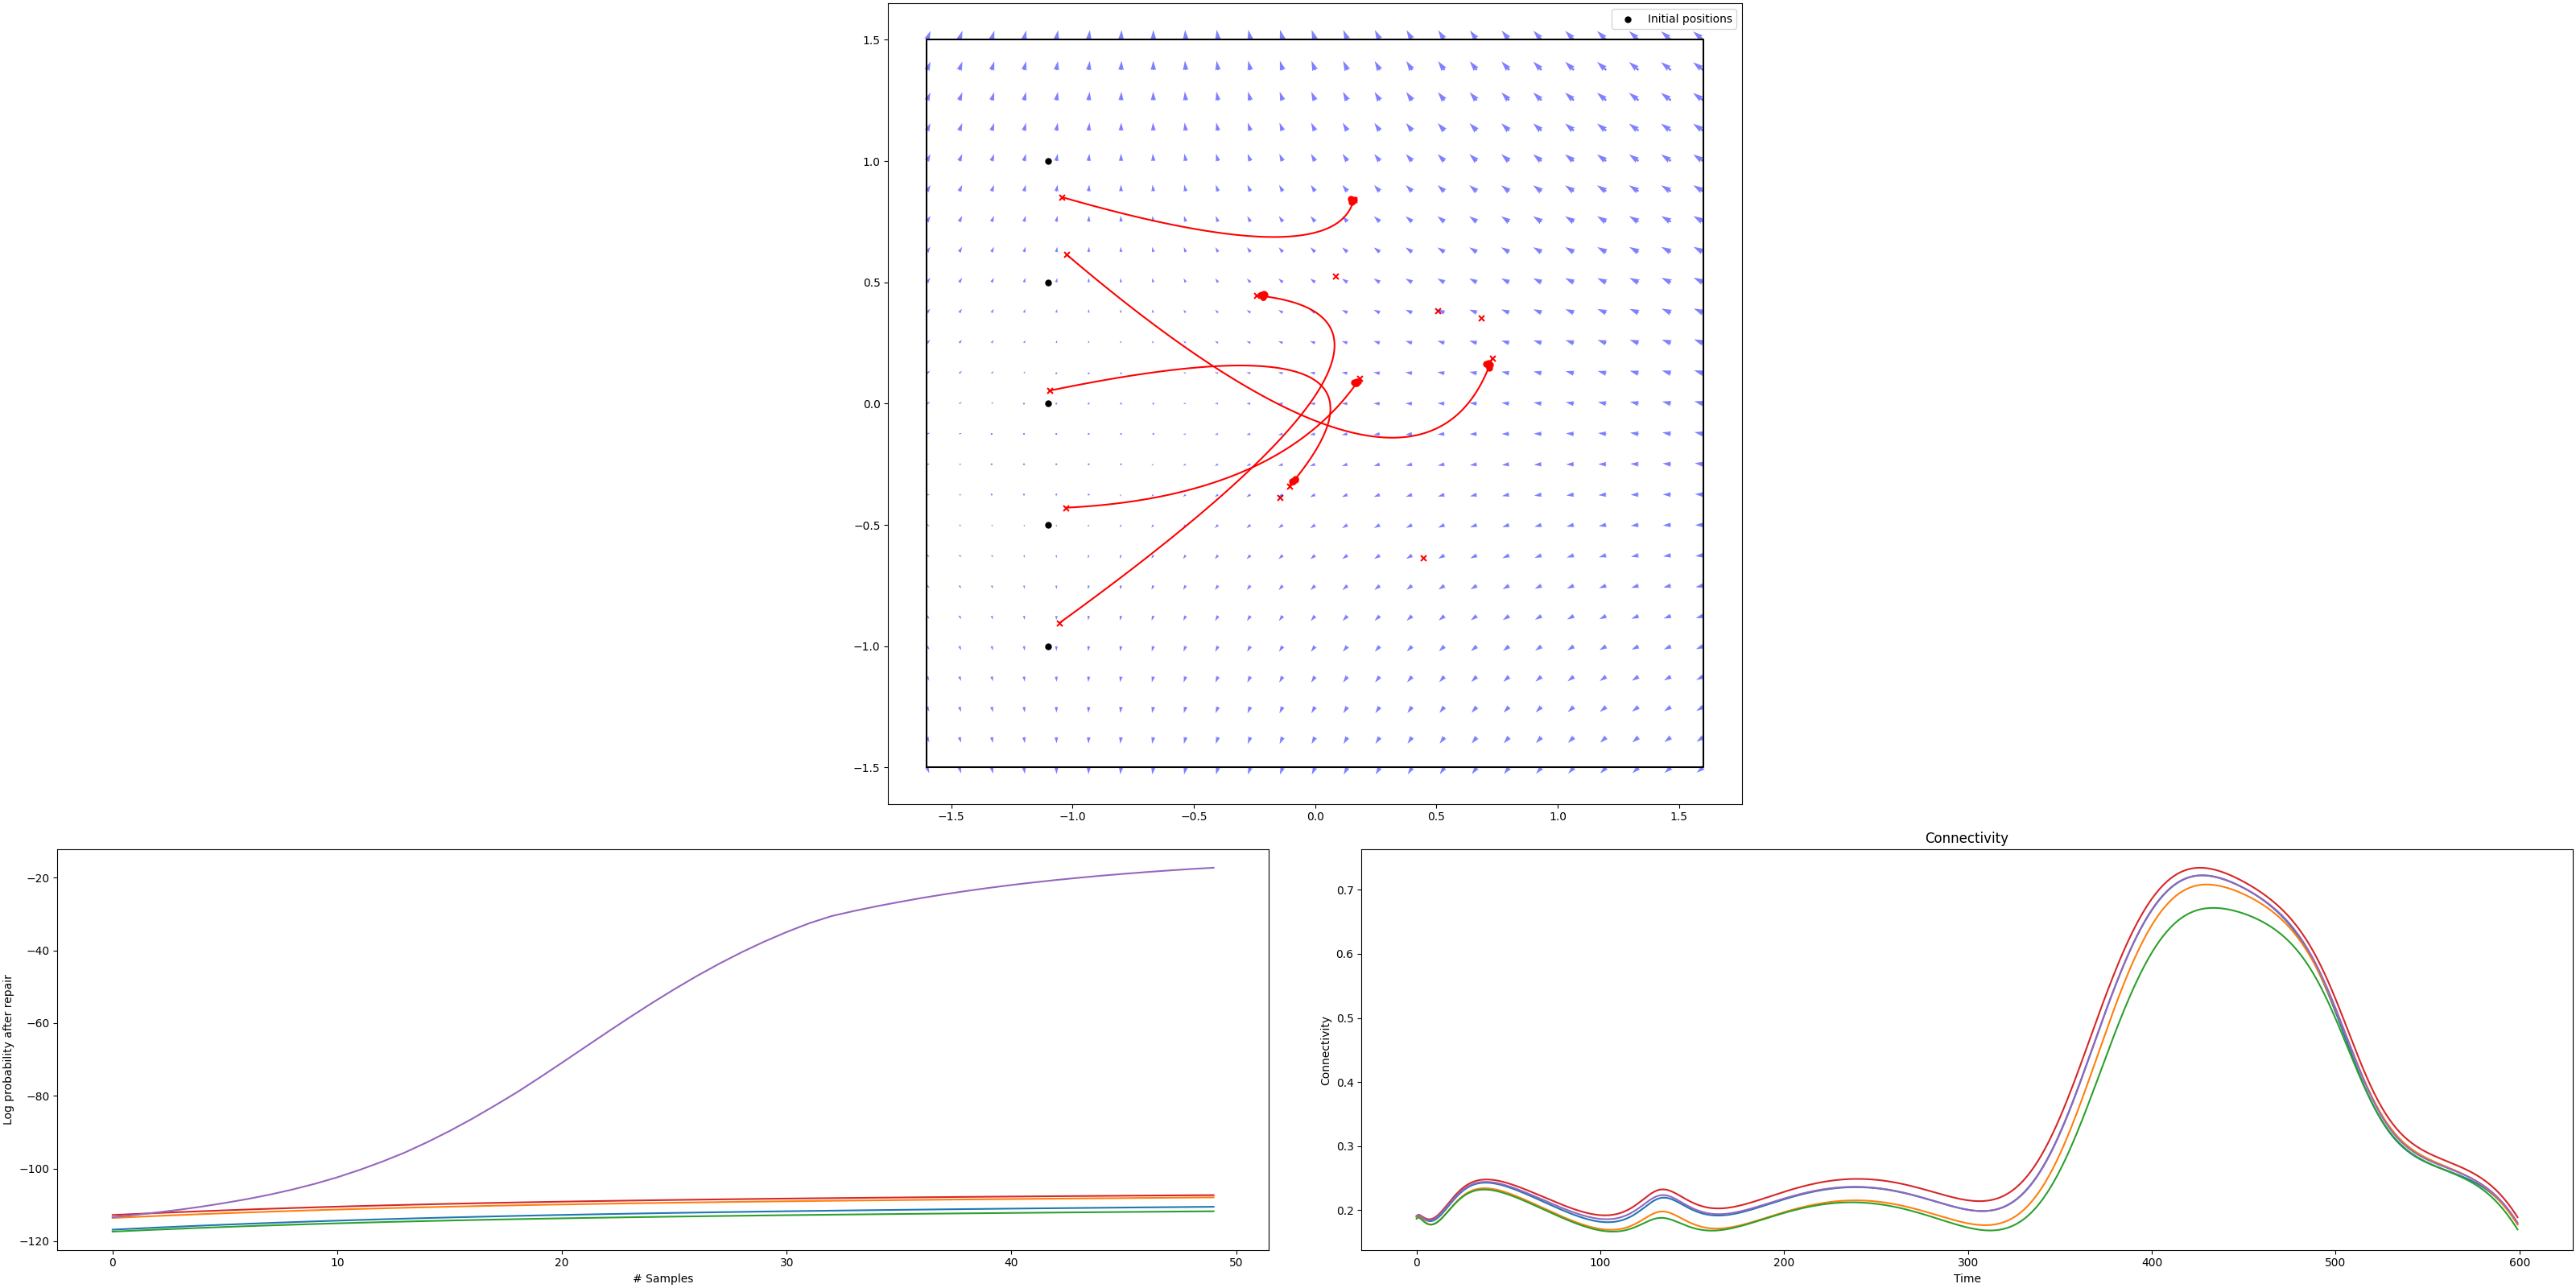 Initial positions
1.5
1.0
0.5
0.0
−0.5
−1.0
−1.5
−1.5 −1.0 −0.5 0.0 0.5 1.0 1.5
Log probability after repair
−20
−40
−60
−80
−100
−120
0 10 20 30 40 50
# Samples
Connectivity
Connectivity
0.7
0.6
0.5
0.4
0.3
0.2
0 100 200 300 400 500 600
Time